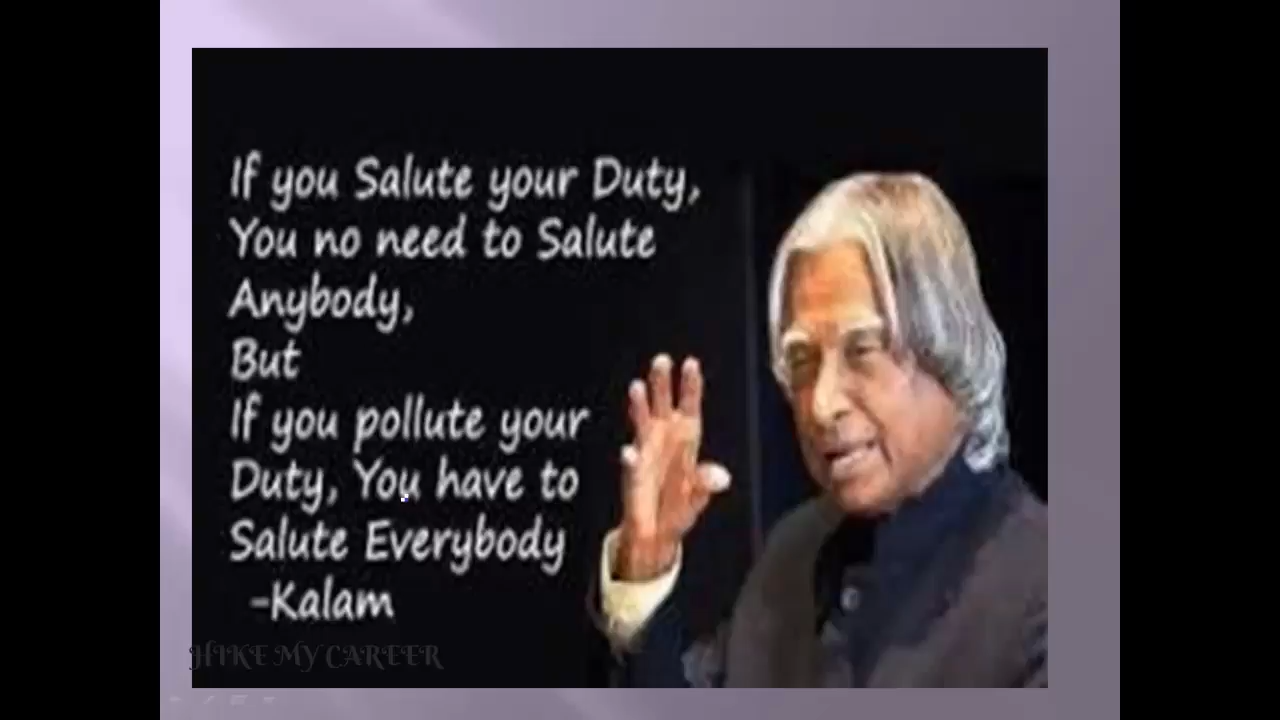 If you Salute your Duty,
You no need to Salute
Anybody,
But
If you pollute your
Duty, You have to
Salute Everybody
-Kalam
HIKE MY CAREER